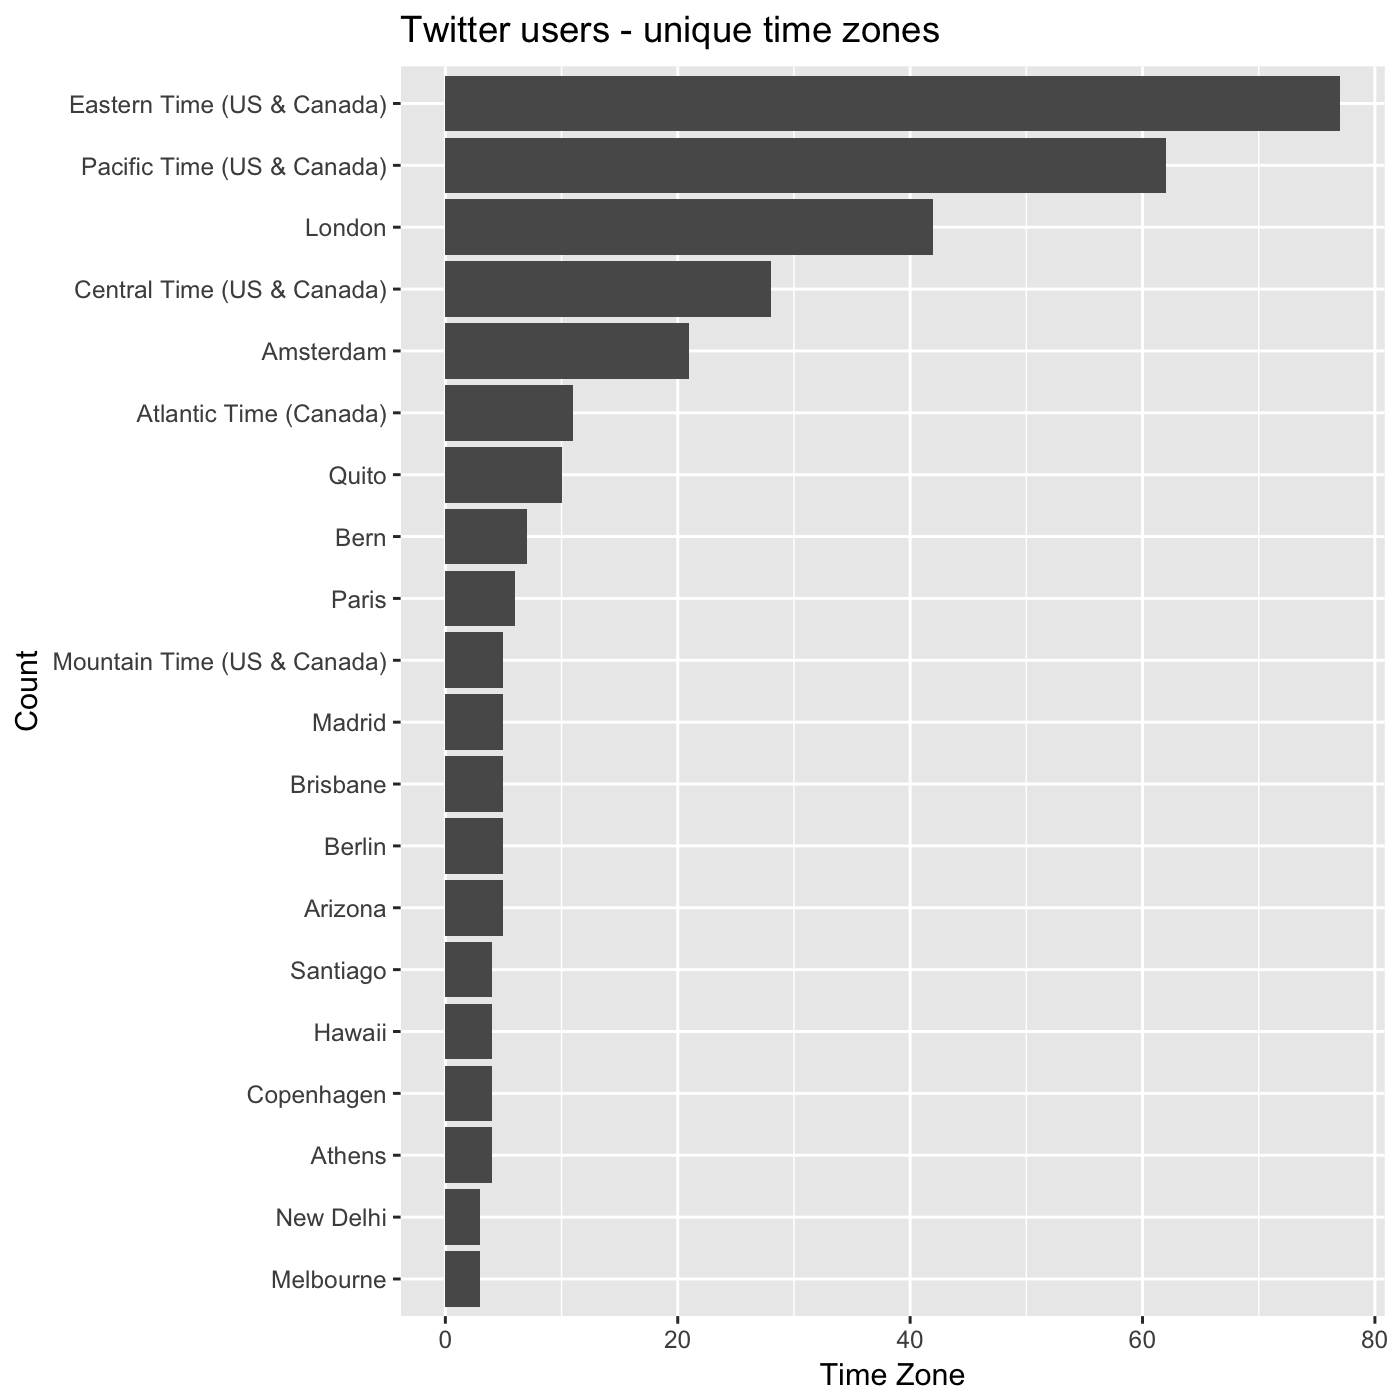 Twitter users - unique time zones
Eastern Time (US & Canada)
Pacific Time (US & Canada)
London
Central Time (US & Canada)
Amsterdam
Atlantic Time (Canada)
Quito
Bern
Paris
Mountain Time (US & Canada)
Madrid
Brisbane
Berlin
Arizona
Santiago
Hawaii
Copenhagen
Athens
New Delhi
Melbourne
Count
0 20 40 60 80
Time Zone